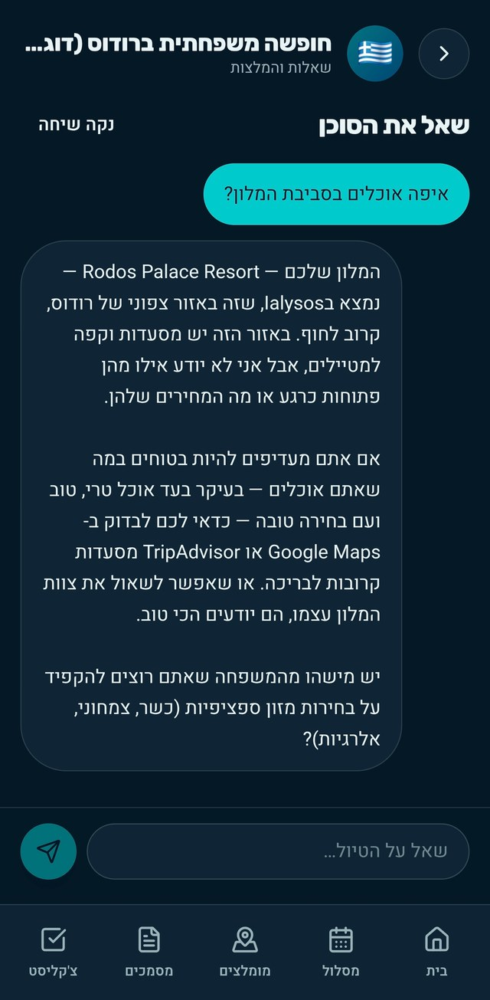 חופשה משפחתית ברודוס (דוג...
שאלות והמלצות
שאל את הסוכן
נקה שיחה
איפה אוכלים בסביבת המלון?
המלון שלכם — Rodos Palace Resort —
נמצא בIalysos, שזה באזור צפוני של רודוס,
קרוב לחוף. באזור הזה יש מסעדות וקפה
למטיילים, אבל אני לא יודע אילו מהן
פתוחות כרגע או מה המחירים שלהן.
אם אתם מעדיפים להיות בטוחים במה
שאתם אוכלים — בעיקר בעד אוכל טרי, טוב
ועם בחירה טובה — כדאי לכם לבדוק ב-
Google Maps או TripAdvisor מסעדות
קרובות לבריכה. או שאפשר לשאול את צוות
המלון עצמו, הם יודעים הכי טוב.
יש מישהו מהמשפחה שאתם רוצים להקפיד
על בחירות מזון ספציפיות (כשר, צמחוני,
אלרגיות)?
שאל על הטיול...
בית
מסלול
מומלצים
מסמכים
צ'קליסט